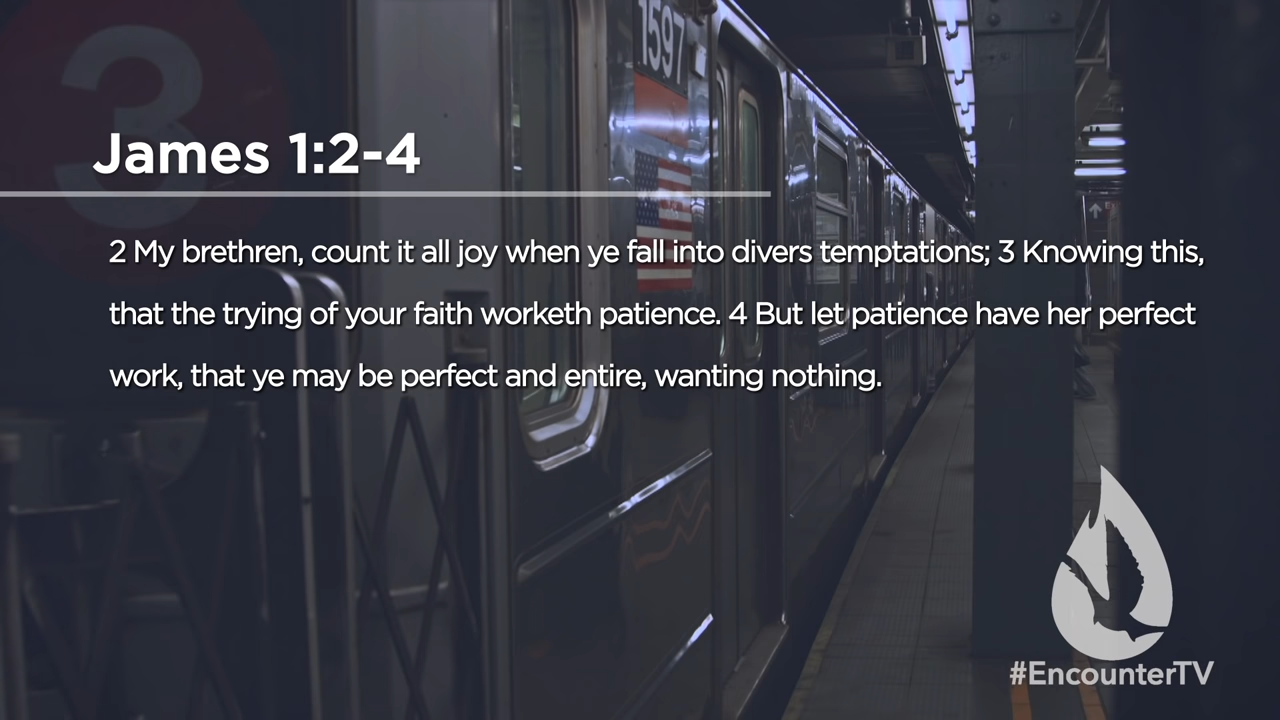 3
1597
James 1:2-4
2 My brethren, count it all joy when ye fall into divers temptations; 3 Knowing this,
that the trying of your faith worketh patience. 4 But let patience have her perfect
work, that ye may be perfect and entire, wanting nothing.
#EncounterTV